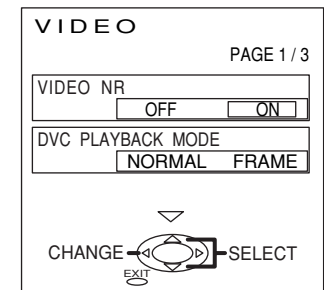 VIDEO
PAGE 1 / 3
VIDEO NR
OFF ON
DVC PLAYBACK MODE
NORMAL FRAME
CHANGE SELECT
EXIT